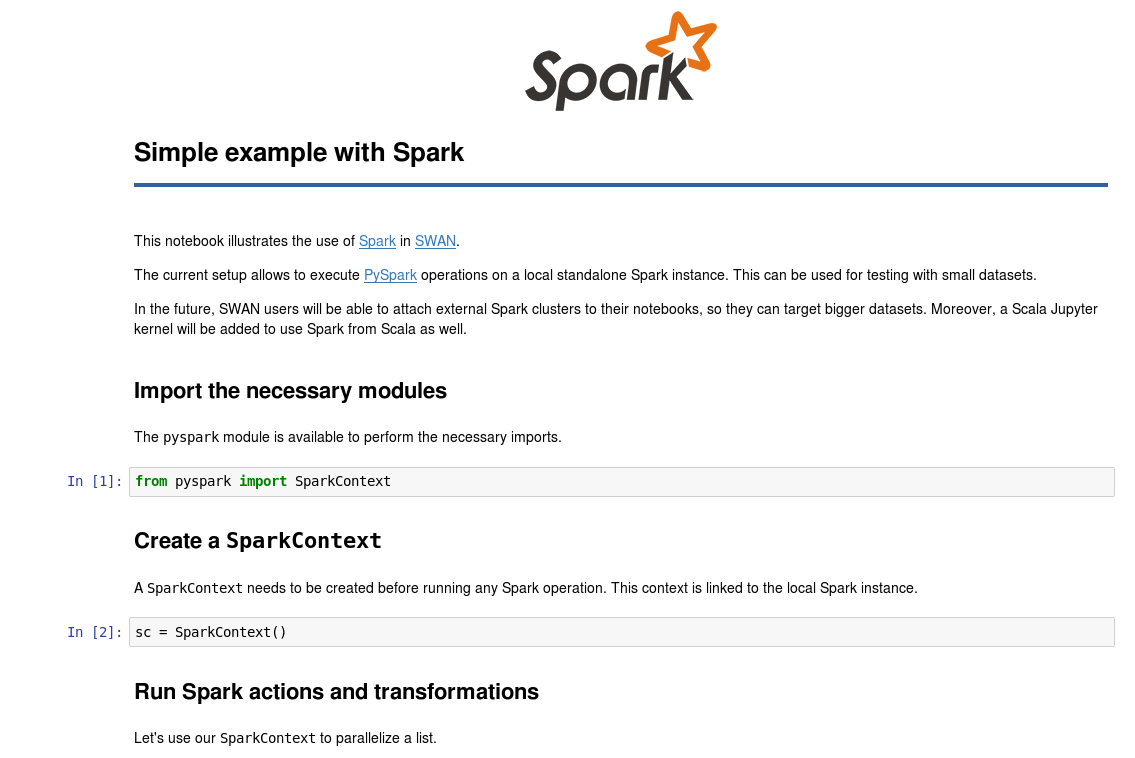 Spark
Simple example with Spark
This notebook illustrates the use of Spark in SWAN.
The current setup allows to execute PySpark operations on a local standalone Spark instance. This can be used for testing with small datasets.
In the future, SWAN users will be able to attach external Spark clusters to their notebooks, so they can target bigger datasets. Moreover, a Scala Jupyter
kernel will be added to use Spark from Scala as well.
Import the necessary modules
The pyspark module is available to perform the necessary imports.
In [1]: from pyspark import SparkContext
Create a SparkContext
A SparkContext needs to be created before running any Spark operation. This context is linked to the local Spark instance.
In [2]: sc = SparkContext()
Run Spark actions and transformations
Let's use our SparkContext to parallelize a list.